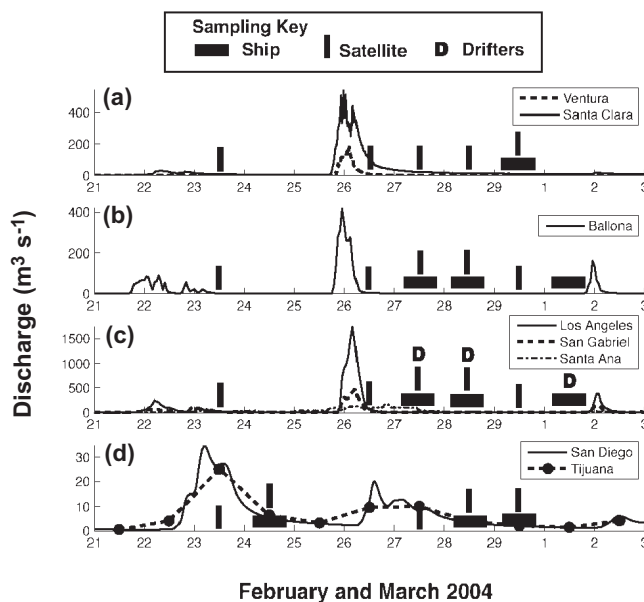 Sampling Key
Ship Satellite D Drifters
(a)
Ventura
Santa Clara
400
200
0
21 22 23 24 25 26 27 28 29 1 2 3
(b)
Ballona
400
200
0
21 22 23 24 25 26 27 28 29 1 2 3
(c)
Los Angeles
San Gabriel
Santa Ana
1500
1000
500
0
D D D
21 22 23 24 25 26 27 28 29 1 2 3
(d)
San Diego
Tijuana
30
20
10
0
21 22 23 24 25 26 27 28 29 1 2 3
Discharge (m³ s⁻¹)
February and March 2004